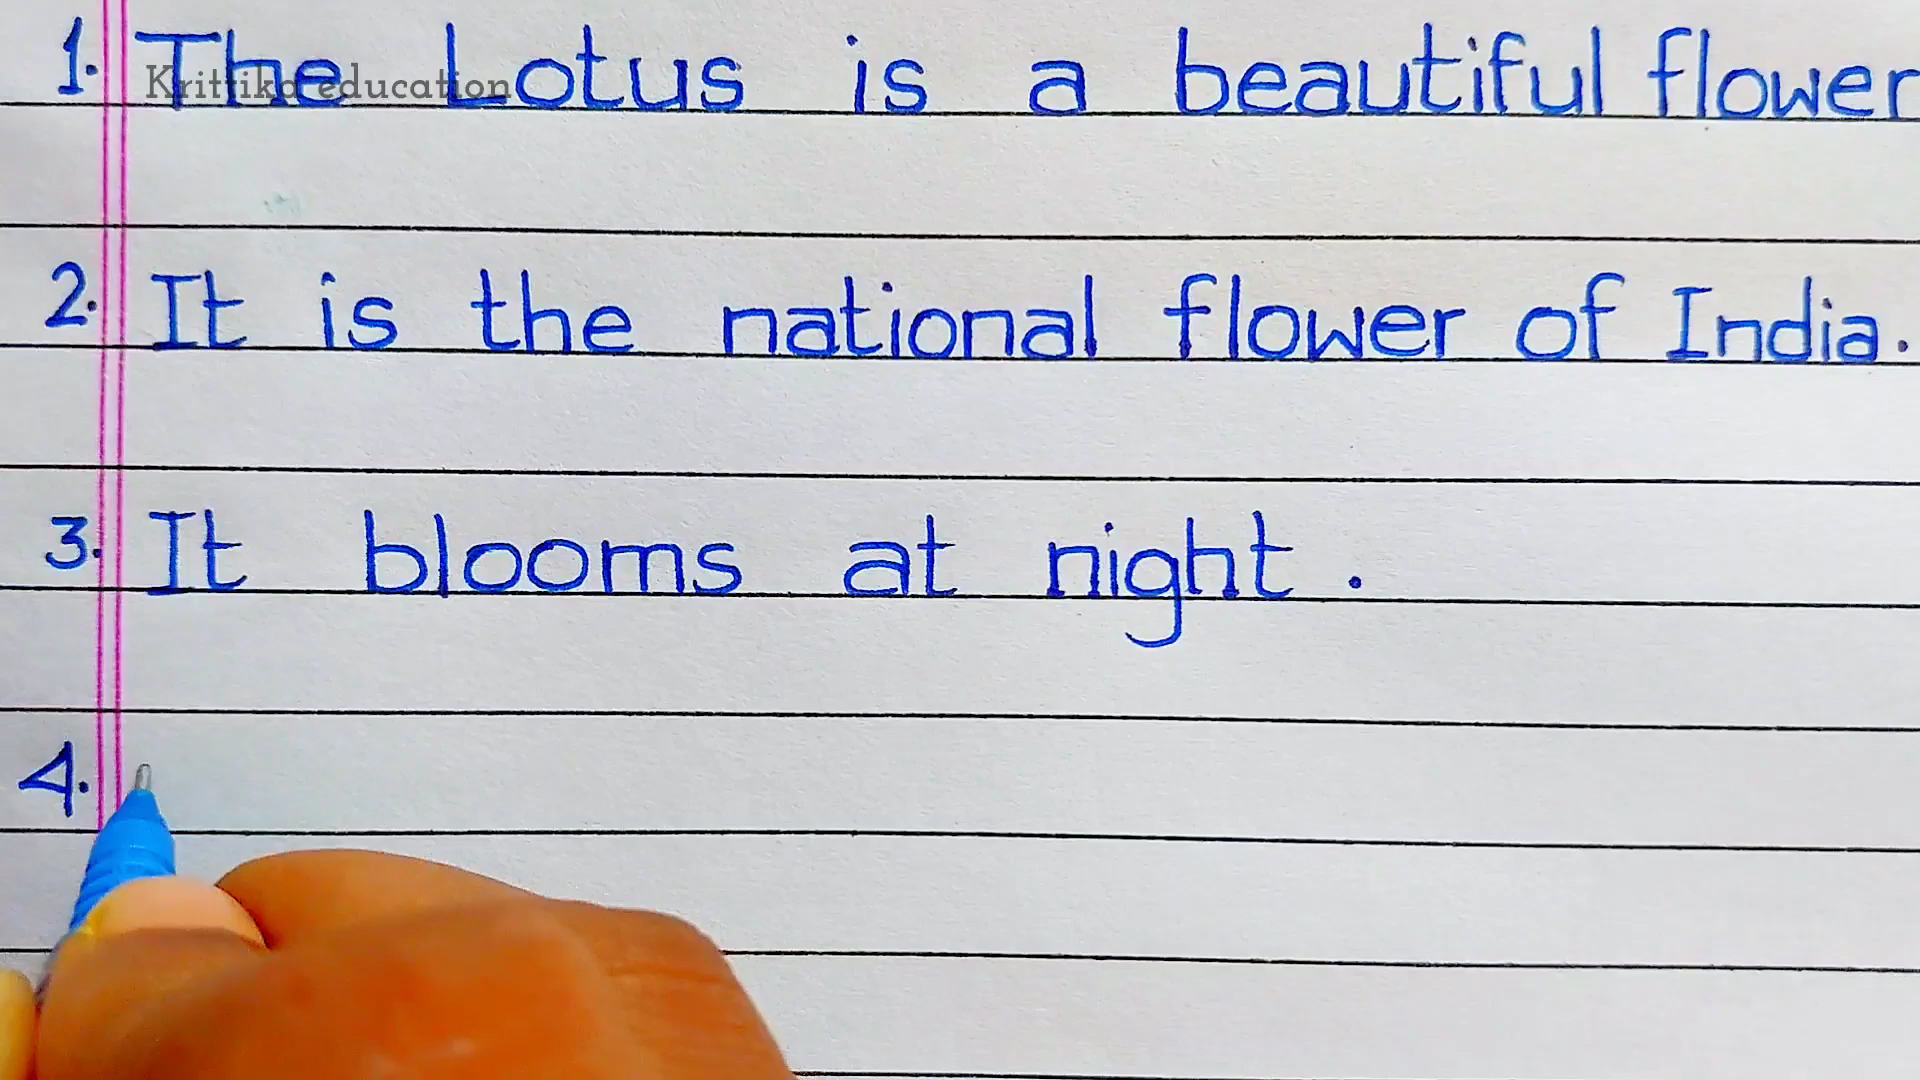 1. The Lotus is a beautiful flower
Krittika education
2. It is the national flower of India.
3. It blooms at night.
4.